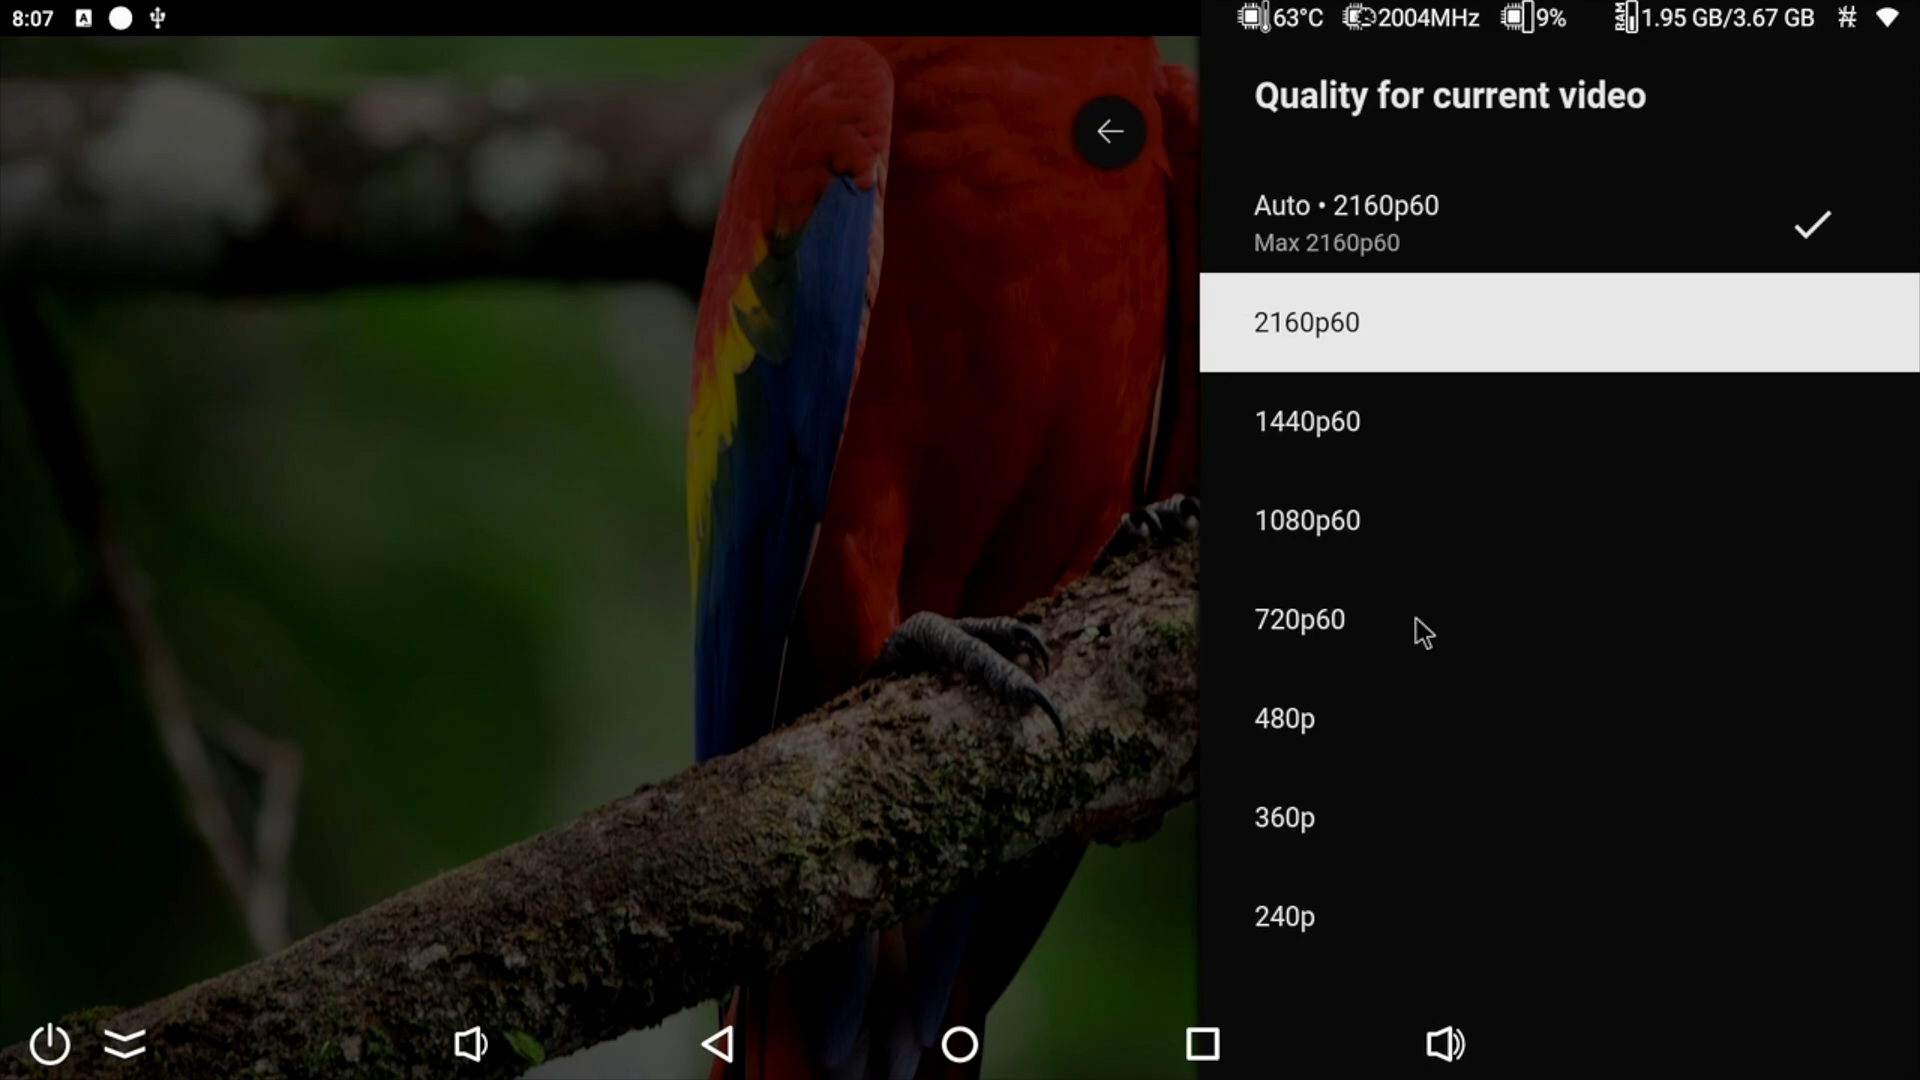 8:07 A 63°C 2004MHz 9% RAM 1.95 GB/3.67 GB #
Quality for current video
Auto • 2160p60
Max 2160p60
2160p60
1440p60
1080p60
720p60
480p
360p
240p